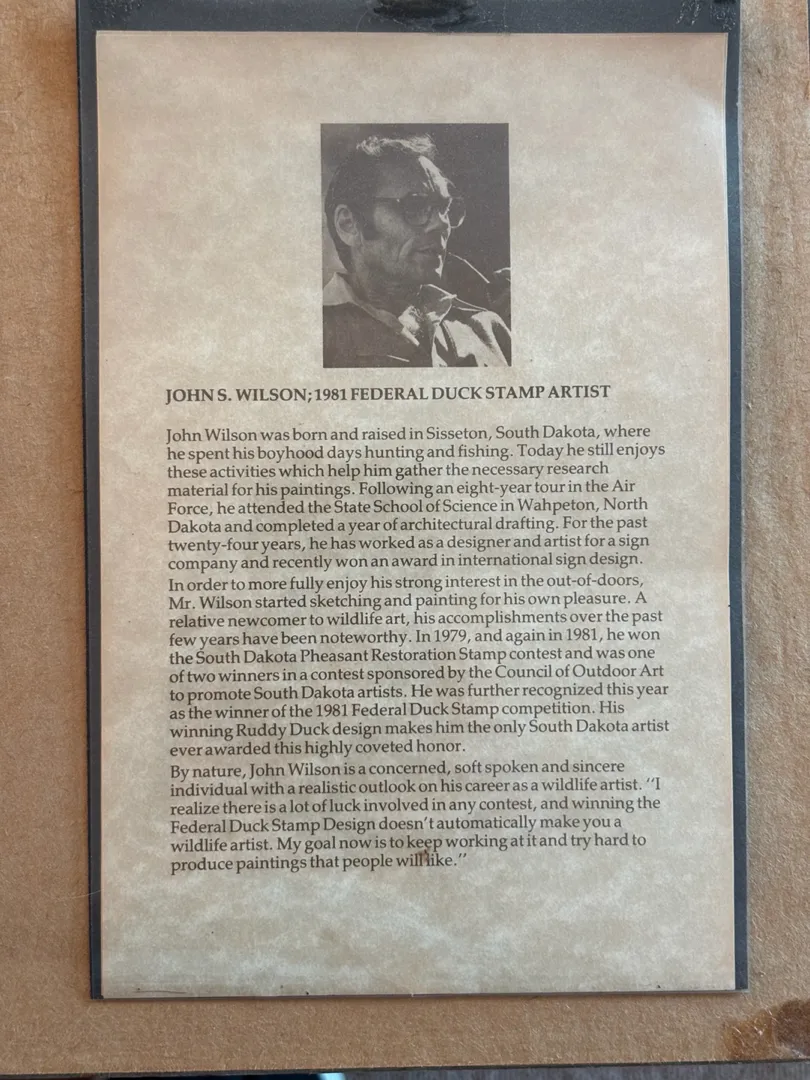 JOHN S. WILSON; 1981 FEDERAL DUCK STAMP ARTIST
John Wilson was born and raised in Sisseton, South Dakota, where
he spent his boyhood days hunting and fishing. Today he still enjoys
these activities which help him gather the necessary research
material for his paintings. Following an eight-year tour in the Air
Force, he attended the State School of Science in Wahpeton, North
Dakota and completed a year of architectural drafting. For the past
twenty-four years, he has worked as a designer and artist for a sign
company and recently won an award in international sign design.
In order to more fully enjoy his strong interest in the out-of-doors,
Mr. Wilson started sketching and painting for his own pleasure. A
relative newcomer to wildlife art, his accomplishments over the past
few years have been noteworthy. In 1979, and again in 1981, he won
the South Dakota Pheasant Restoration Stamp contest and was one
of two winners in a contest sponsored by the Council of Outdoor Art
to promote South Dakota artists. He was further recognized this year
as the winner of the 1981 Federal Duck Stamp competition. His
winning Ruddy Duck design makes him the only South Dakota artist
ever awarded this highly coveted honor.
By nature, John Wilson is a concerned, soft spoken and sincere
individual with a realistic outlook on his career as a wildlife artist. "I
realize there is a lot of luck involved in any contest, and winning the
Federal Duck Stamp Design doesn't automatically make you a
wildlife artist. My goal now is to keep working at it and try hard to
produce paintings that people will like."